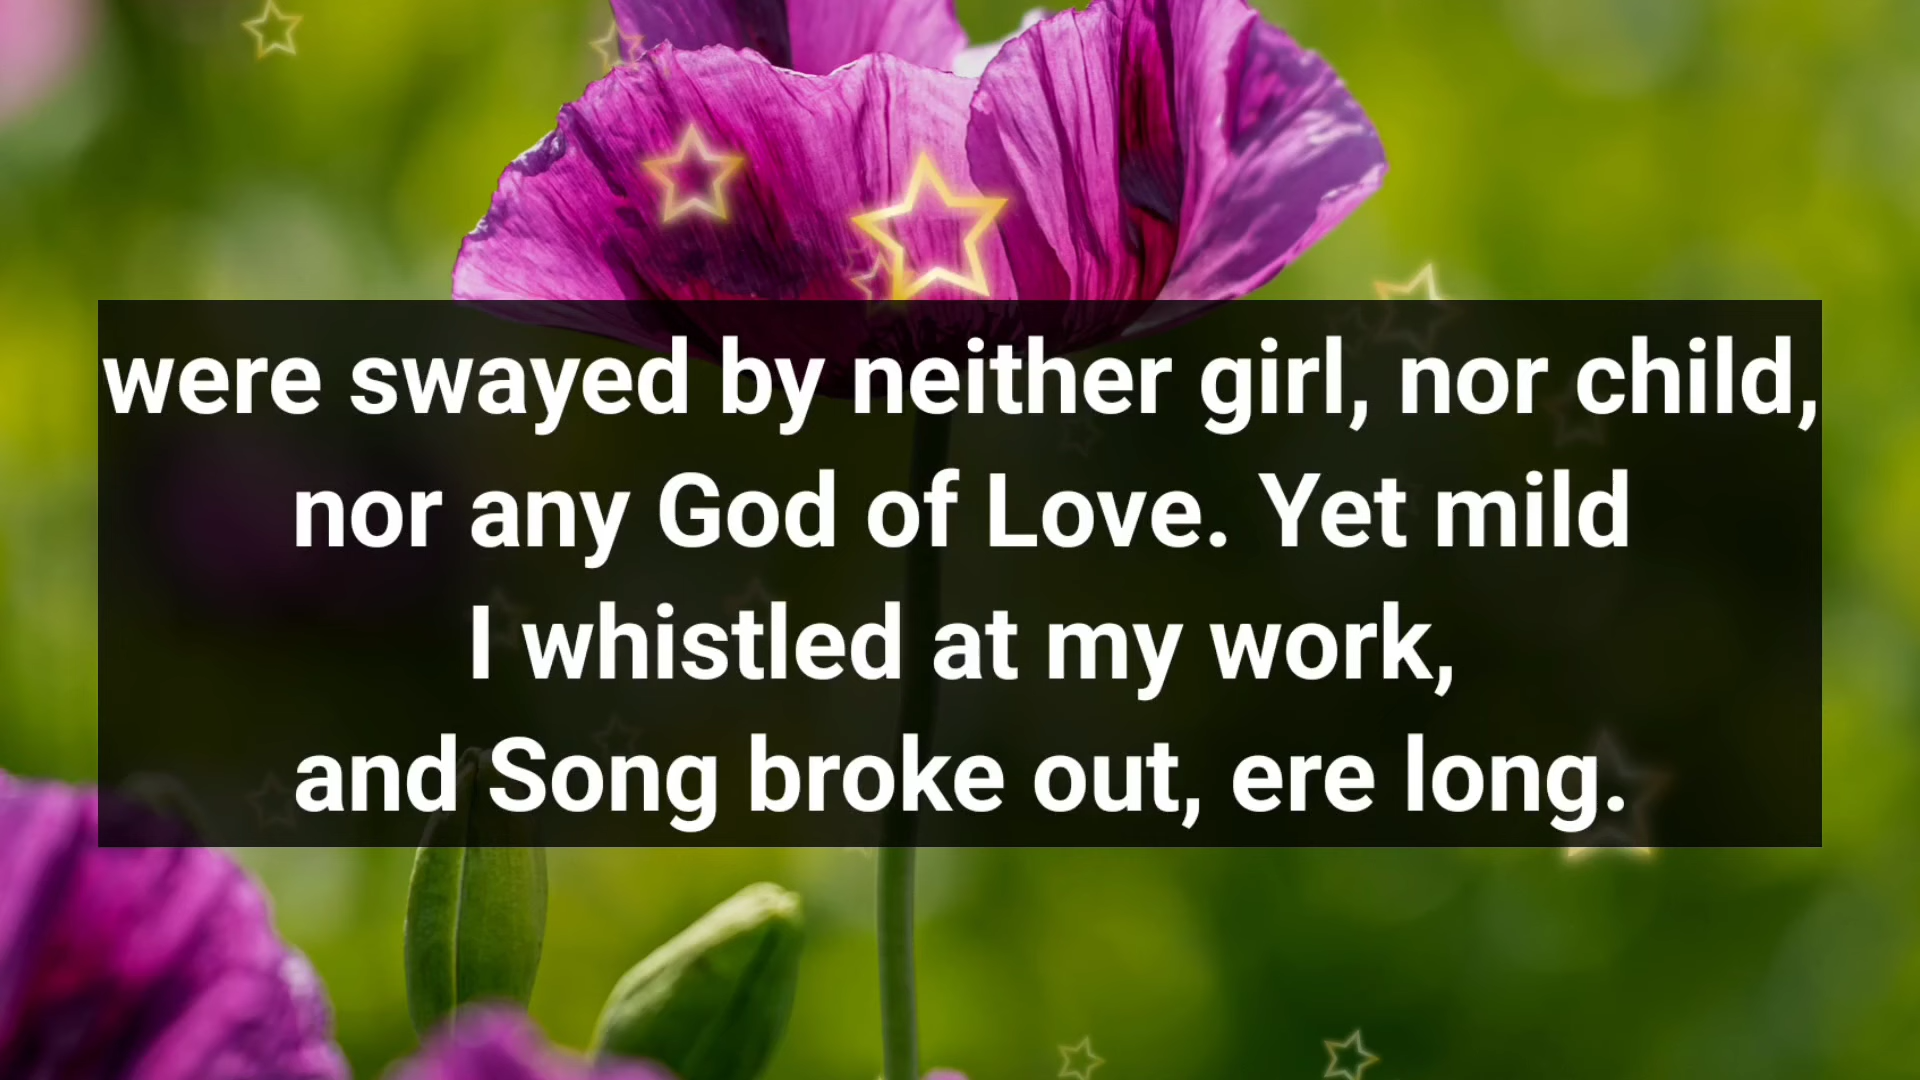 were swayed by neither girl, nor child,
nor any God of Love. Yet mild
I whistled at my work,
and Song broke out, ere long.